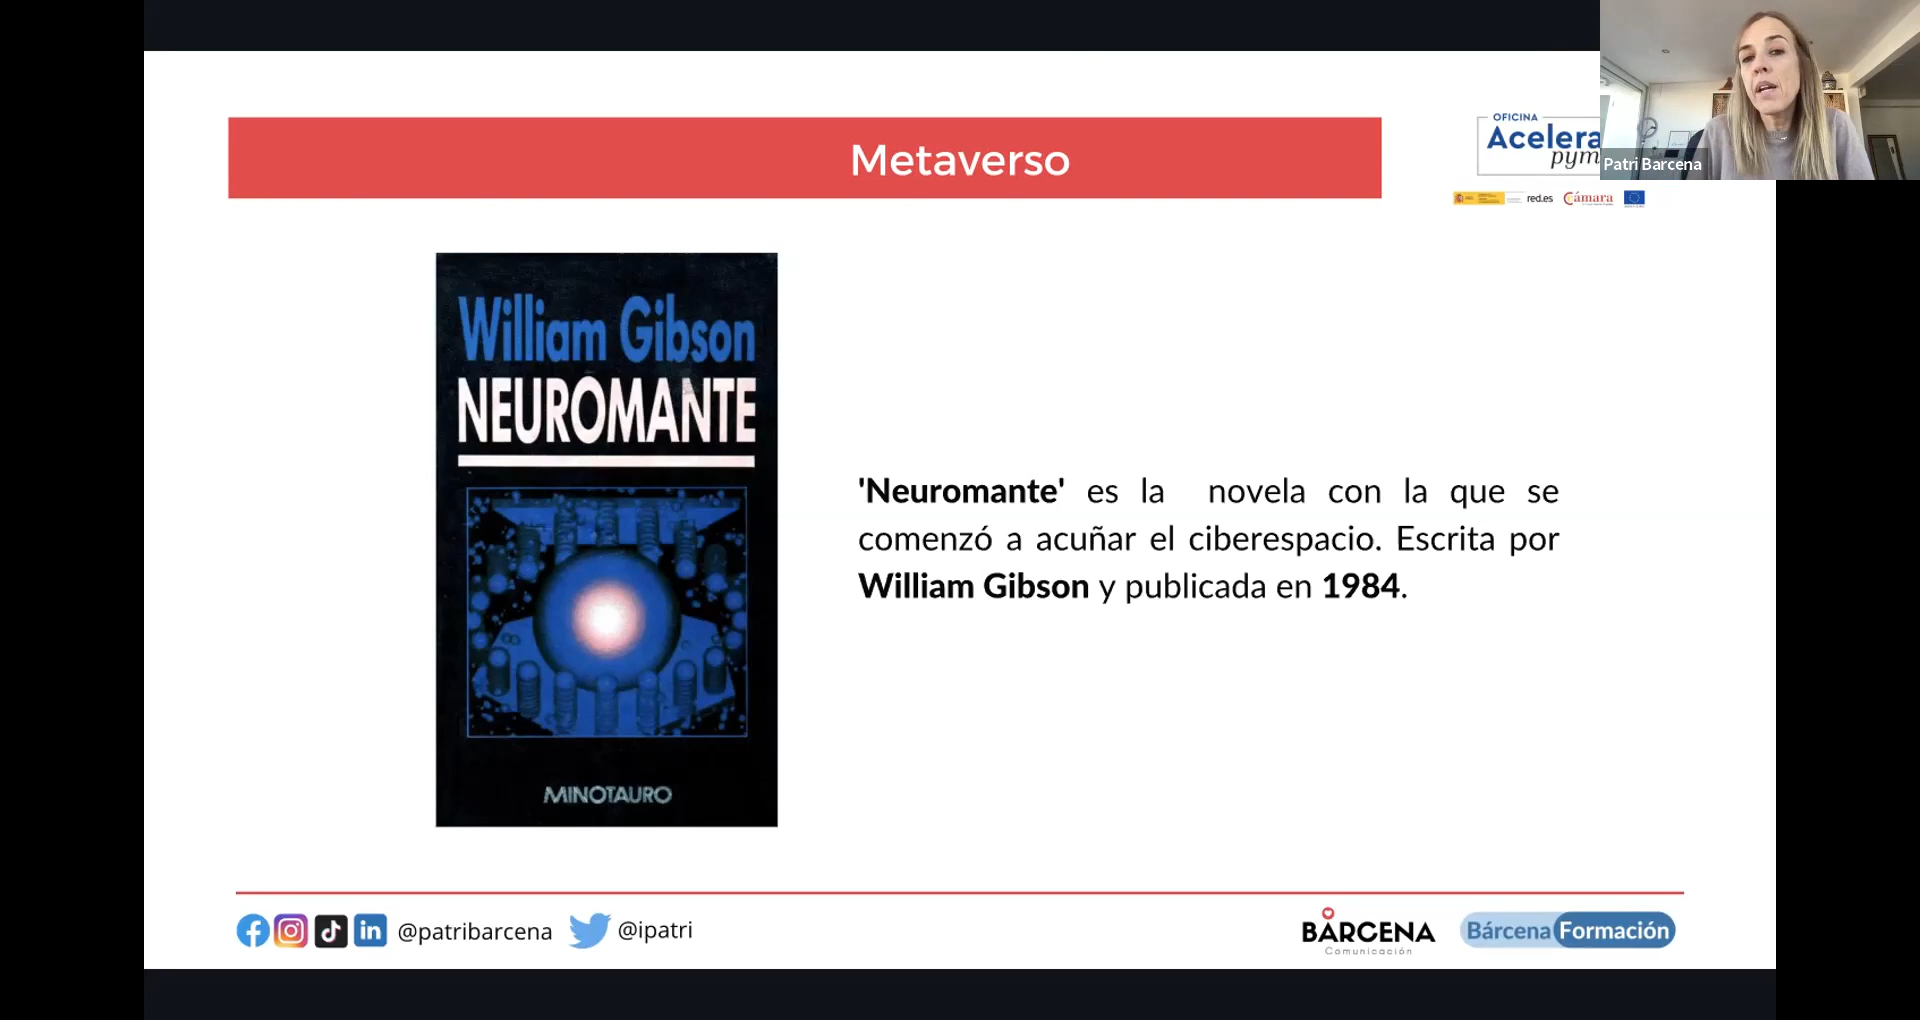 Metaverso
OFICINA
Acelera
pym
Patri Barcena
red.es
Cámara
William Gibson
NEUROMANTE
MINOTAURO
'Neuromante' es la novela con la que se
comenzó a acuñar el ciberespacio. Escrita por
William Gibson y publicada en 1984.
@patribarcena
@ipatri
BÁRCENA
Comunicación
Bárcena Formación